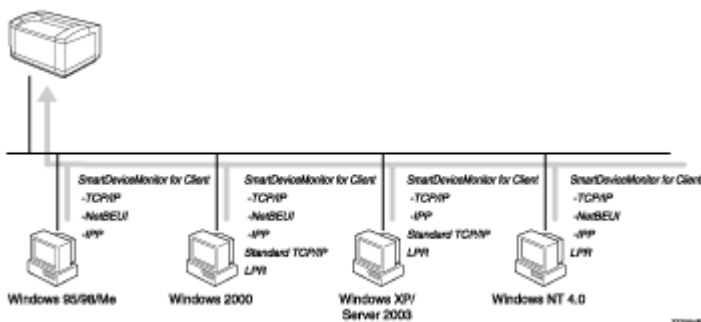 SmartDeviceMonitor for Client
-TCP/IP
-NetBEUI
-IPP
Windows 95/98/Me
SmartDeviceMonitor for Client
-TCP/IP
-NetBEUI
-IPP
Standard TCP/IP
LPR
Windows 2000
SmartDeviceMonitor for Client
-TCP/IP
-IPP
Standard TCP/IP
LPR
Windows XP/
Server 2003
SmartDeviceMonitor for Client
-TCP/IP
-NetBEUI
-IPP
LPR
Windows NT 4.0